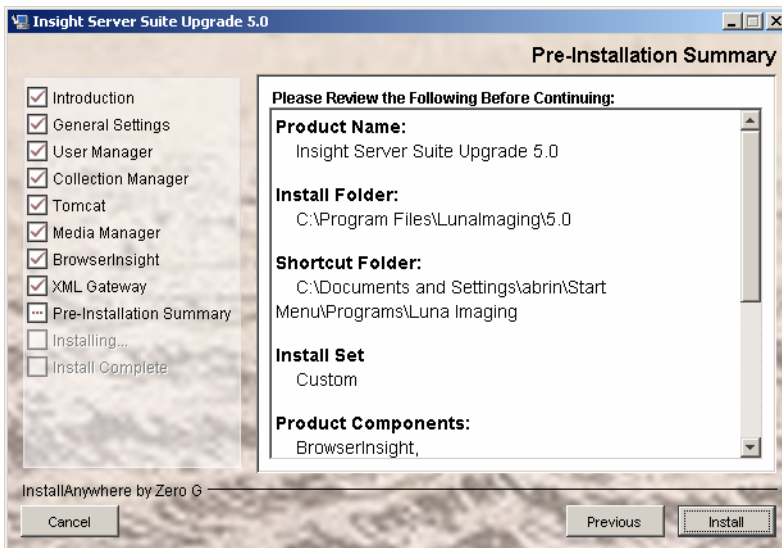 Insight Server Suite Upgrade 5.0
Pre-Installation Summary
Introduction
General Settings
User Manager
Collection Manager
Tomcat
Media Manager
BrowserInsight
XML Gateway
Pre-Installation Summary
Installing...
Install Complete
Please Review the Following Before Continuing:
Product Name:
Insight Server Suite Upgrade 5.0
Install Folder:
C:\Program Files\LunaImaging\5.0
Shortcut Folder:
C:\Documents and Settings\abrin\Start
Menu\Programs\Luna Imaging
Install Set
Custom
Product Components:
BrowserInsight,
InstallAnywhere by Zero G
Cancel
Previous
Install